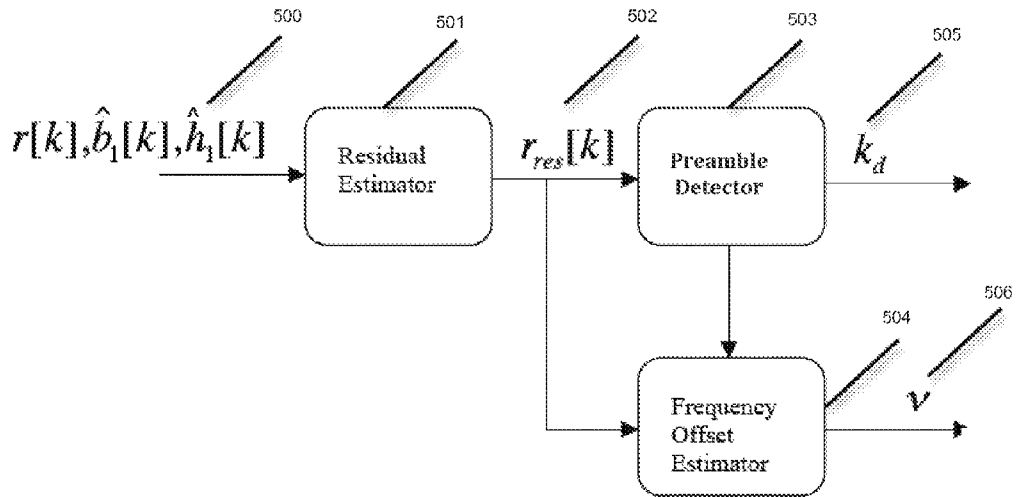 500
501
502
503
505
r[k],b̂₁[k],ĥ₁[k]
Residual
Estimator
r_res[k]
Preamble
Detector
k_d
504
506
Frequency
Offset
Estimator
ν